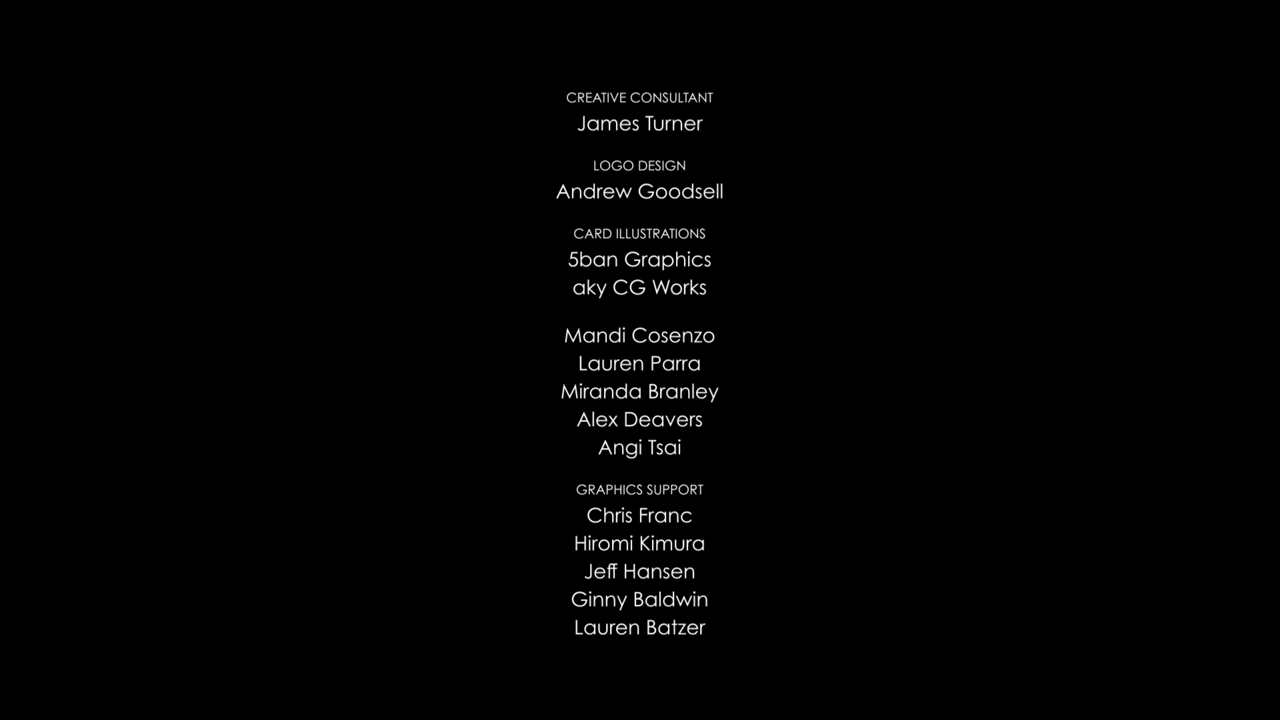 CREATIVE CONSULTANT
James Turner
LOGO DESIGN
Andrew Goodsell
CARD ILLUSTRATIONS
5ban Graphics
aky CG Works
Mandi Cosenzo
Lauren Parra
Miranda Branley
Alex Deavers
Angi Tsai
GRAPHICS SUPPORT
Chris Franc
Hiromi Kimura
Jeff Hansen
Ginny Baldwin
Lauren Batzer